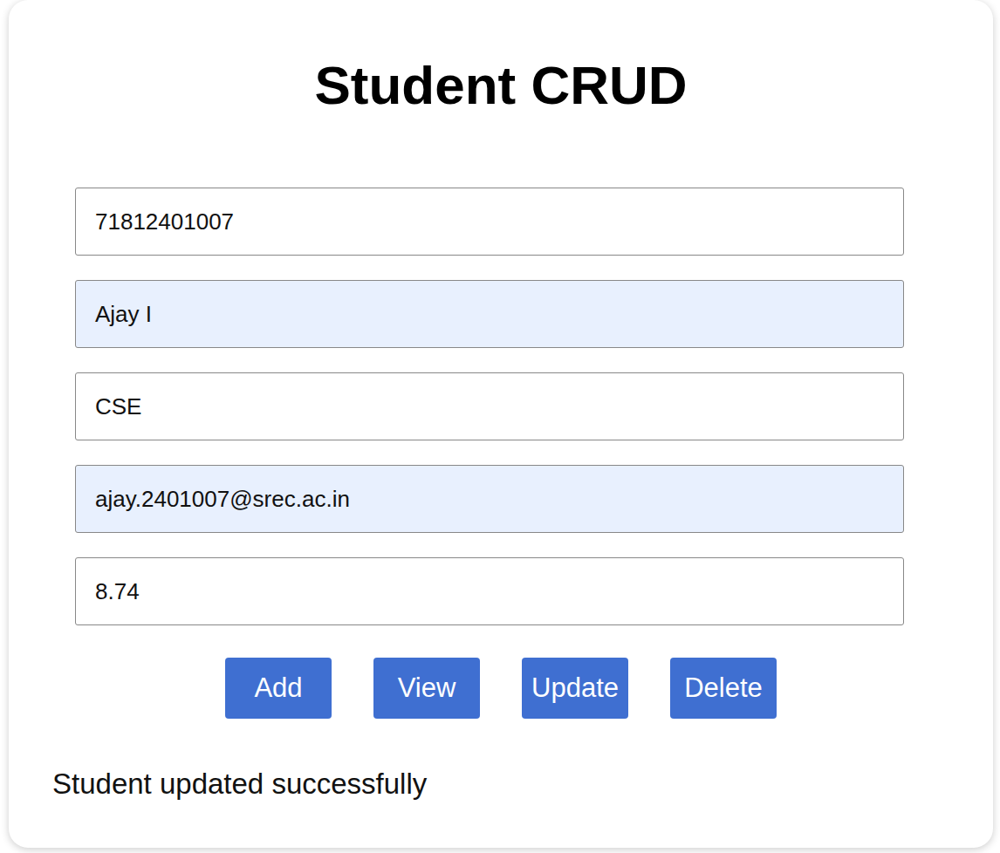 Student CRUD
71812401007
Ajay I
CSE
ajay.2401007@srec.ac.in
8.74
Add View Update Delete
Student updated successfully